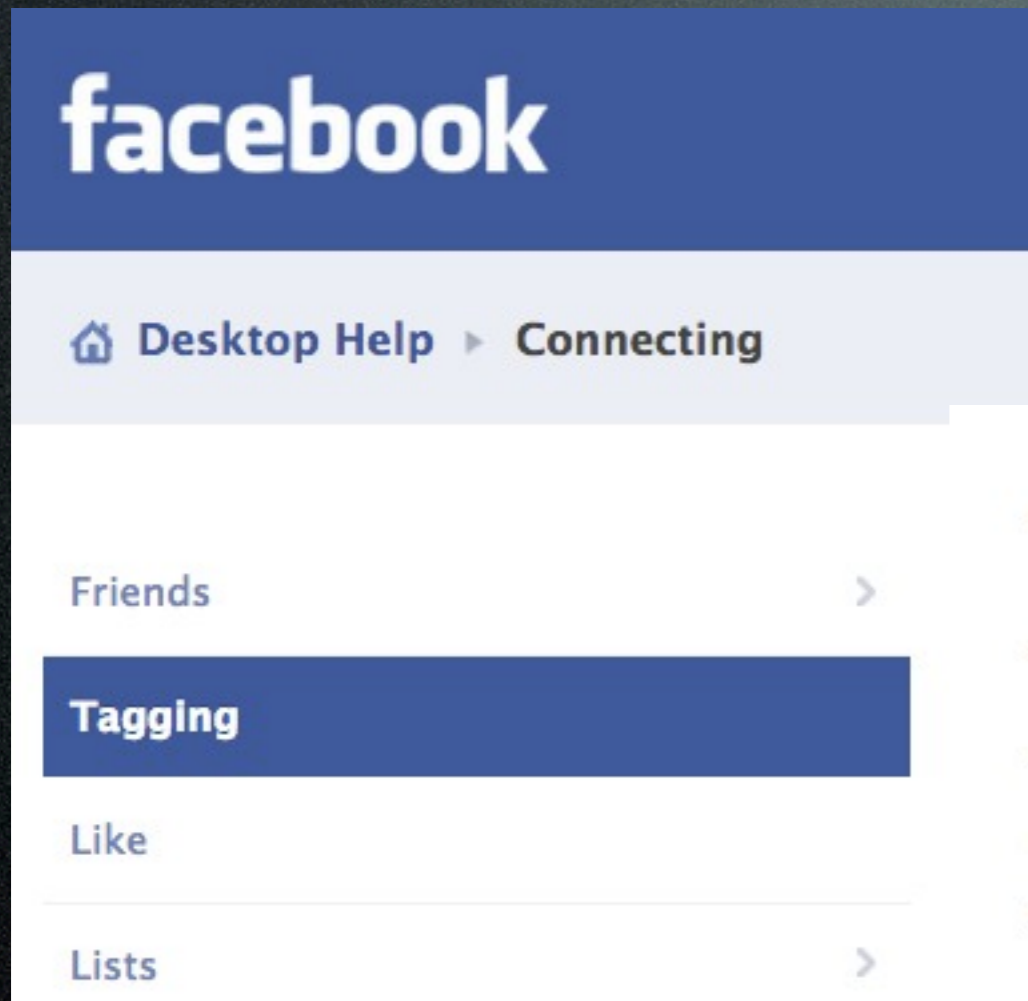 facebook
Desktop Help Connecting
Friends
Tagging
Like
Lists